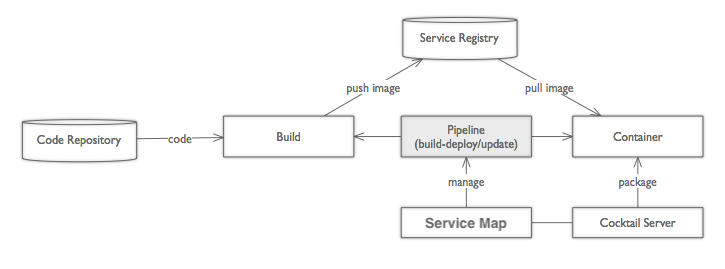 Service Registry
push image
pull image
Code Repository
code
Build
Pipeline
(build-deploy/update)
Container
manage
package
Service Map
Cocktail Server